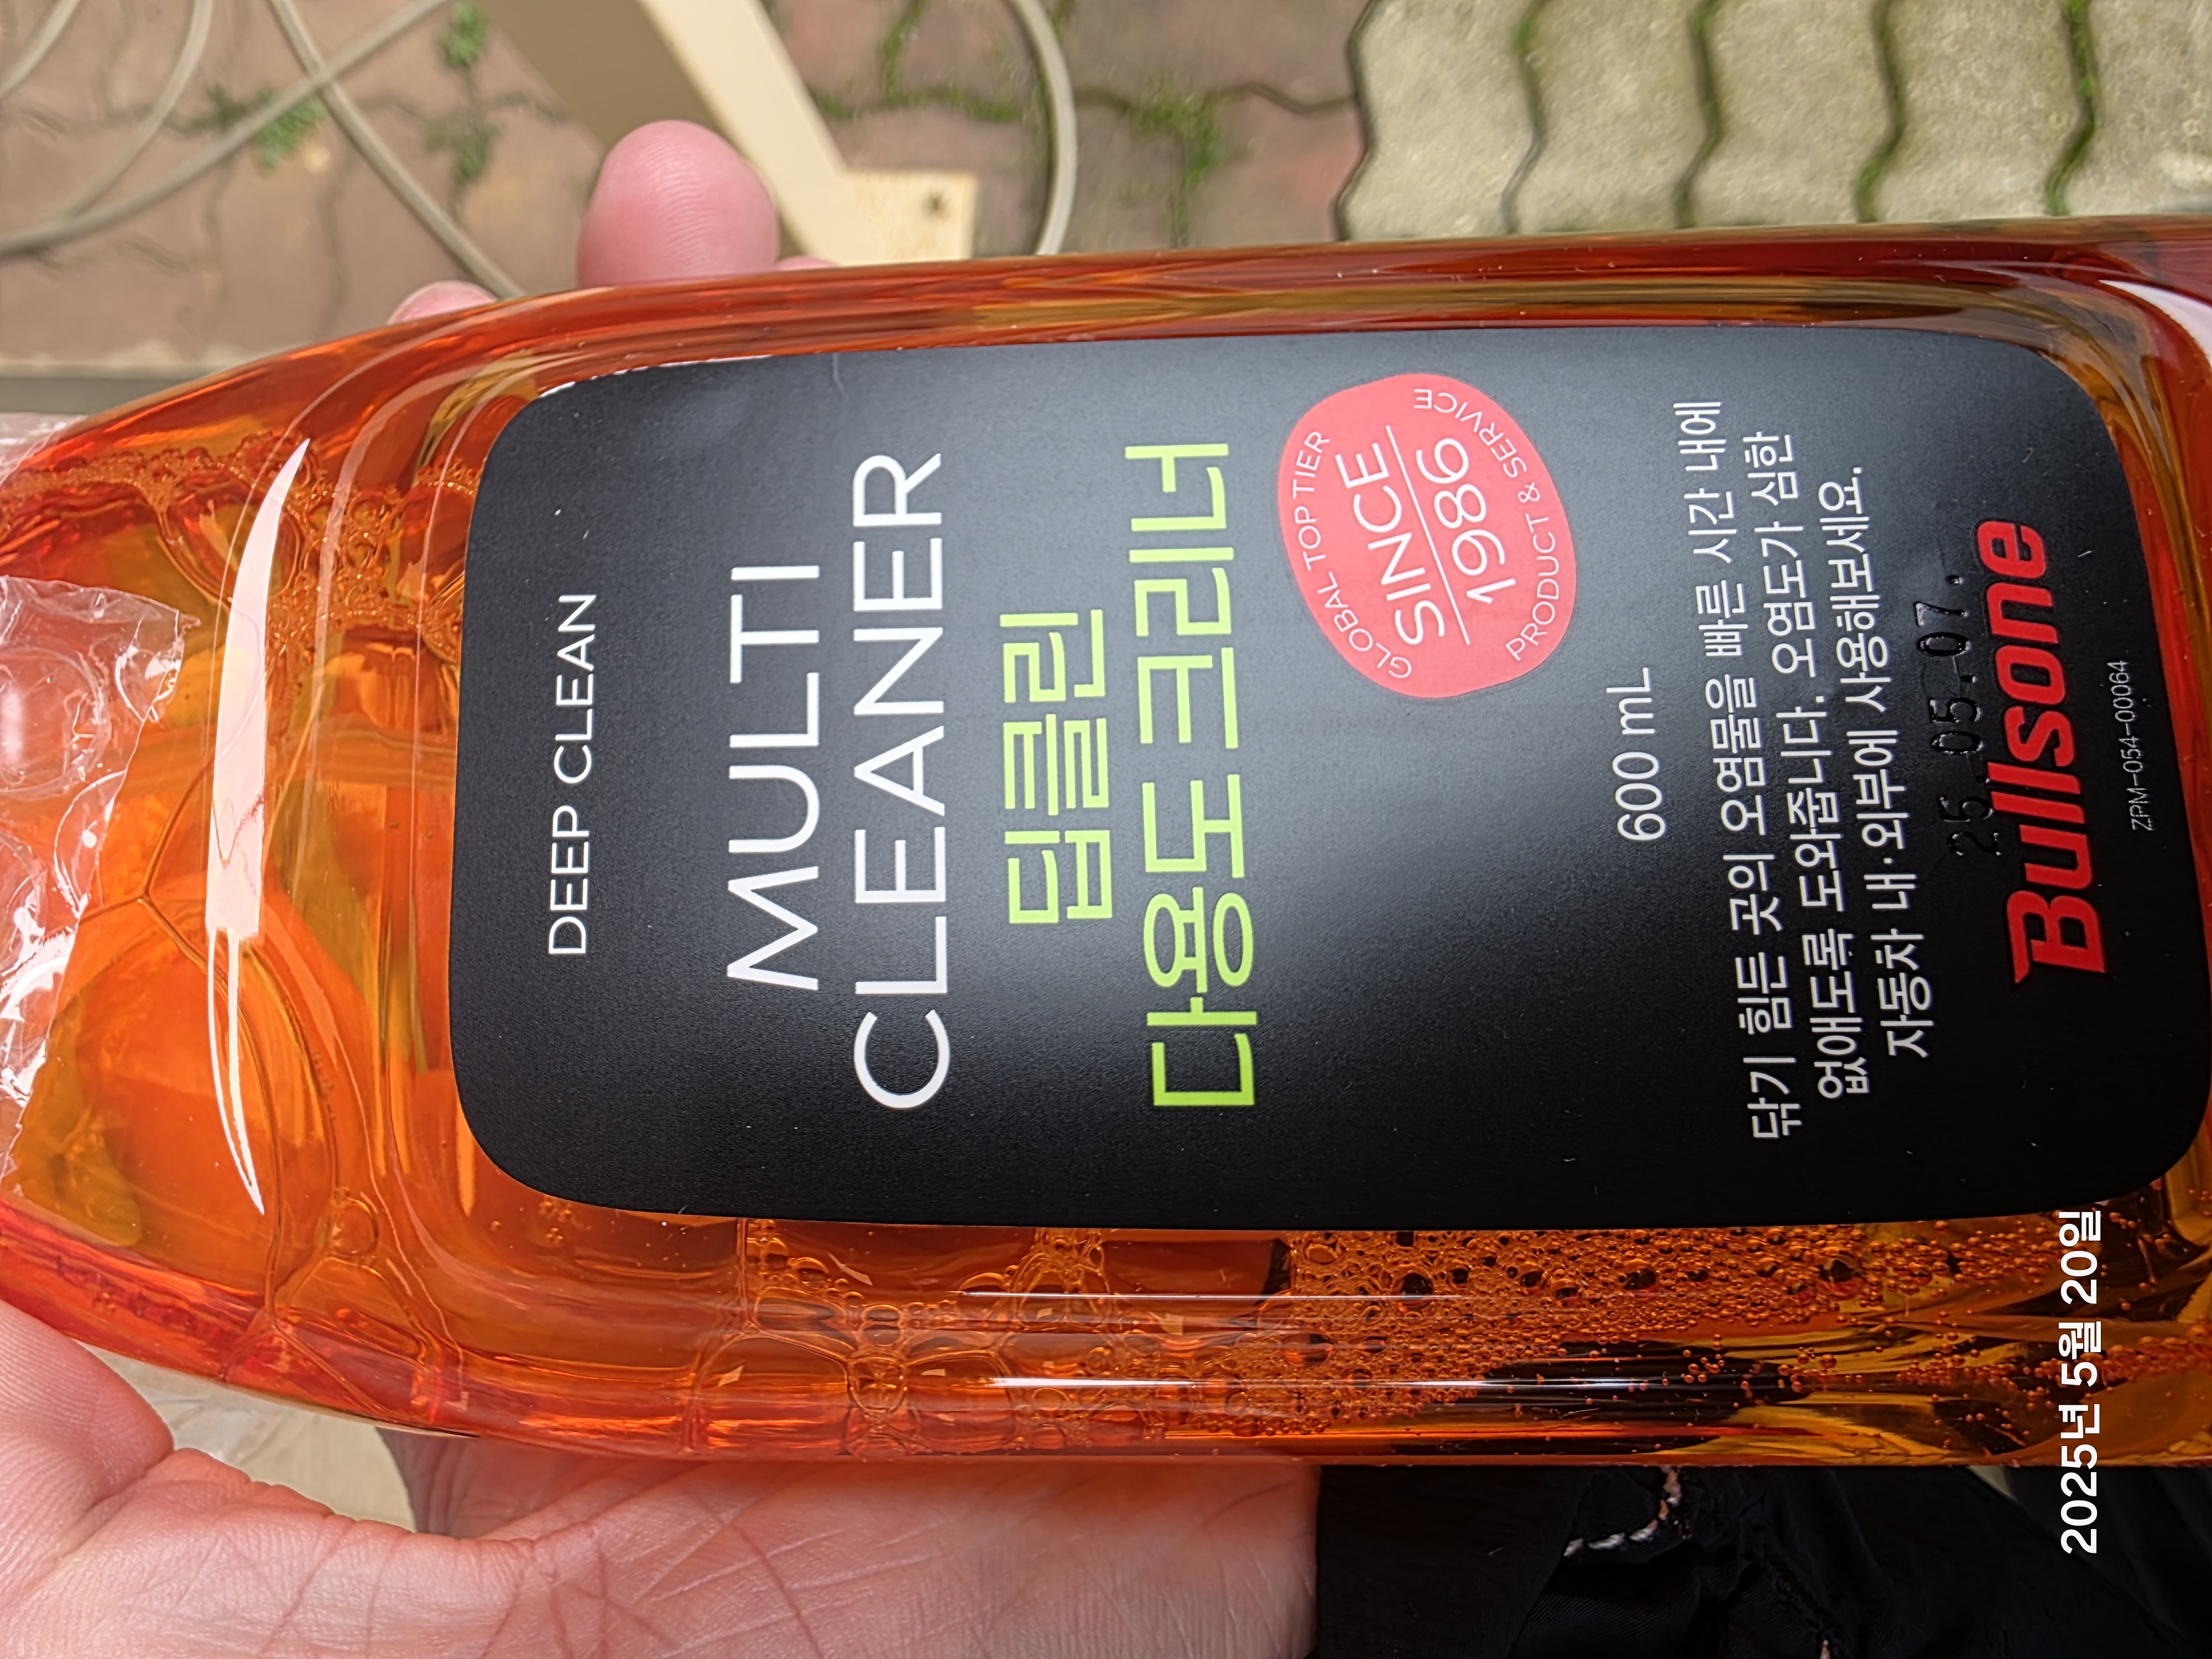 DEEP CLEAN
MULTI
CLEANER
딥클린
다용도 크리너
GLOBAL TOP TIER
SINCE
1986
PRODUCT & SERVICE
600 mL
닦기 힘든 곳의 오염물을 빠른 시간 내에
없애도록 도와줍니다. 오염도가 심한
자동차 내·외부에 사용해보세요.
25.05.07.
Bullsone
ZPM-054-00064
2025년 5월 20일